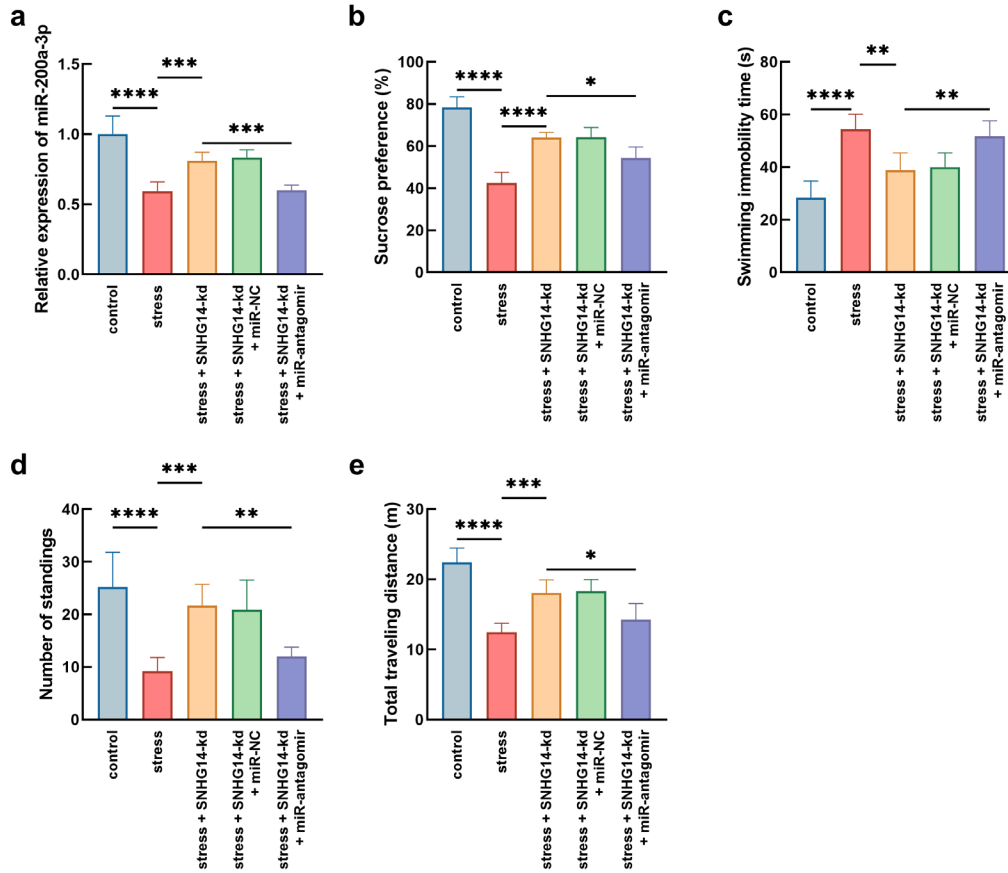 a
Relative expression of miR-200a-3p
1.5
1.0
0.5
0.0
****
***
***
control
stress
stress + SNHG14-kd
stress + SNHG14-kd
+ miR-NC
stress + SNHG14-kd
+ miR-antagomir
b
Sucrose preference (%)
100
80
60
40
20
0
****
****
*
control
stress
stress + SNHG14-kd
stress + SNHG14-kd
+ miR-NC
stress + SNHG14-kd
+ miR-antagomir
c
Swimming immobility time (s)
80
60
40
20
0
****
**
**
control
stress
stress + SNHG14-kd
stress + SNHG14-kd
+ miR-NC
stress + SNHG14-kd
+ miR-antagomir
d
Number of standings
40
30
20
10
0
****
***
**
control
stress
stress + SNHG14-kd
stress + SNHG14-kd
+ miR-NC
stress + SNHG14-kd
+ miR-antagomir
e
Total traveling distance (m)
30
20
10
0
****
***
*
control
stress
stress + SNHG14-kd
stress + SNHG14-kd
+ miR-NC
stress + SNHG14-kd
+ miR-antagomir